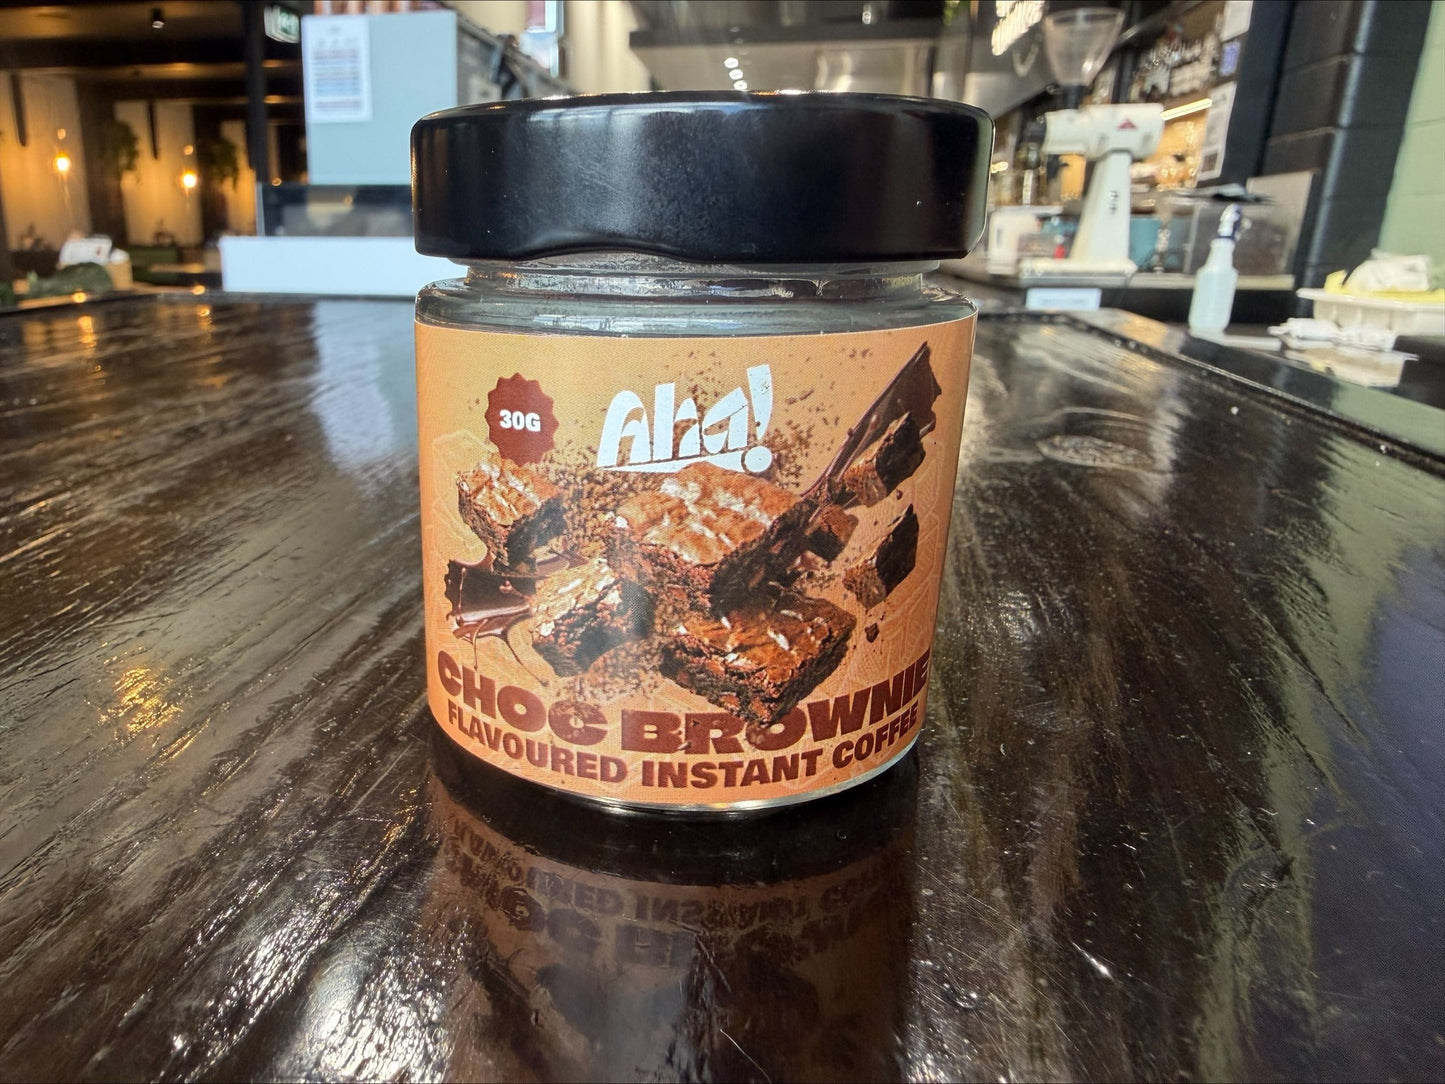 30G
Aha!
CHOC BROWNIE
FLAVOURED INSTANT COFFEE